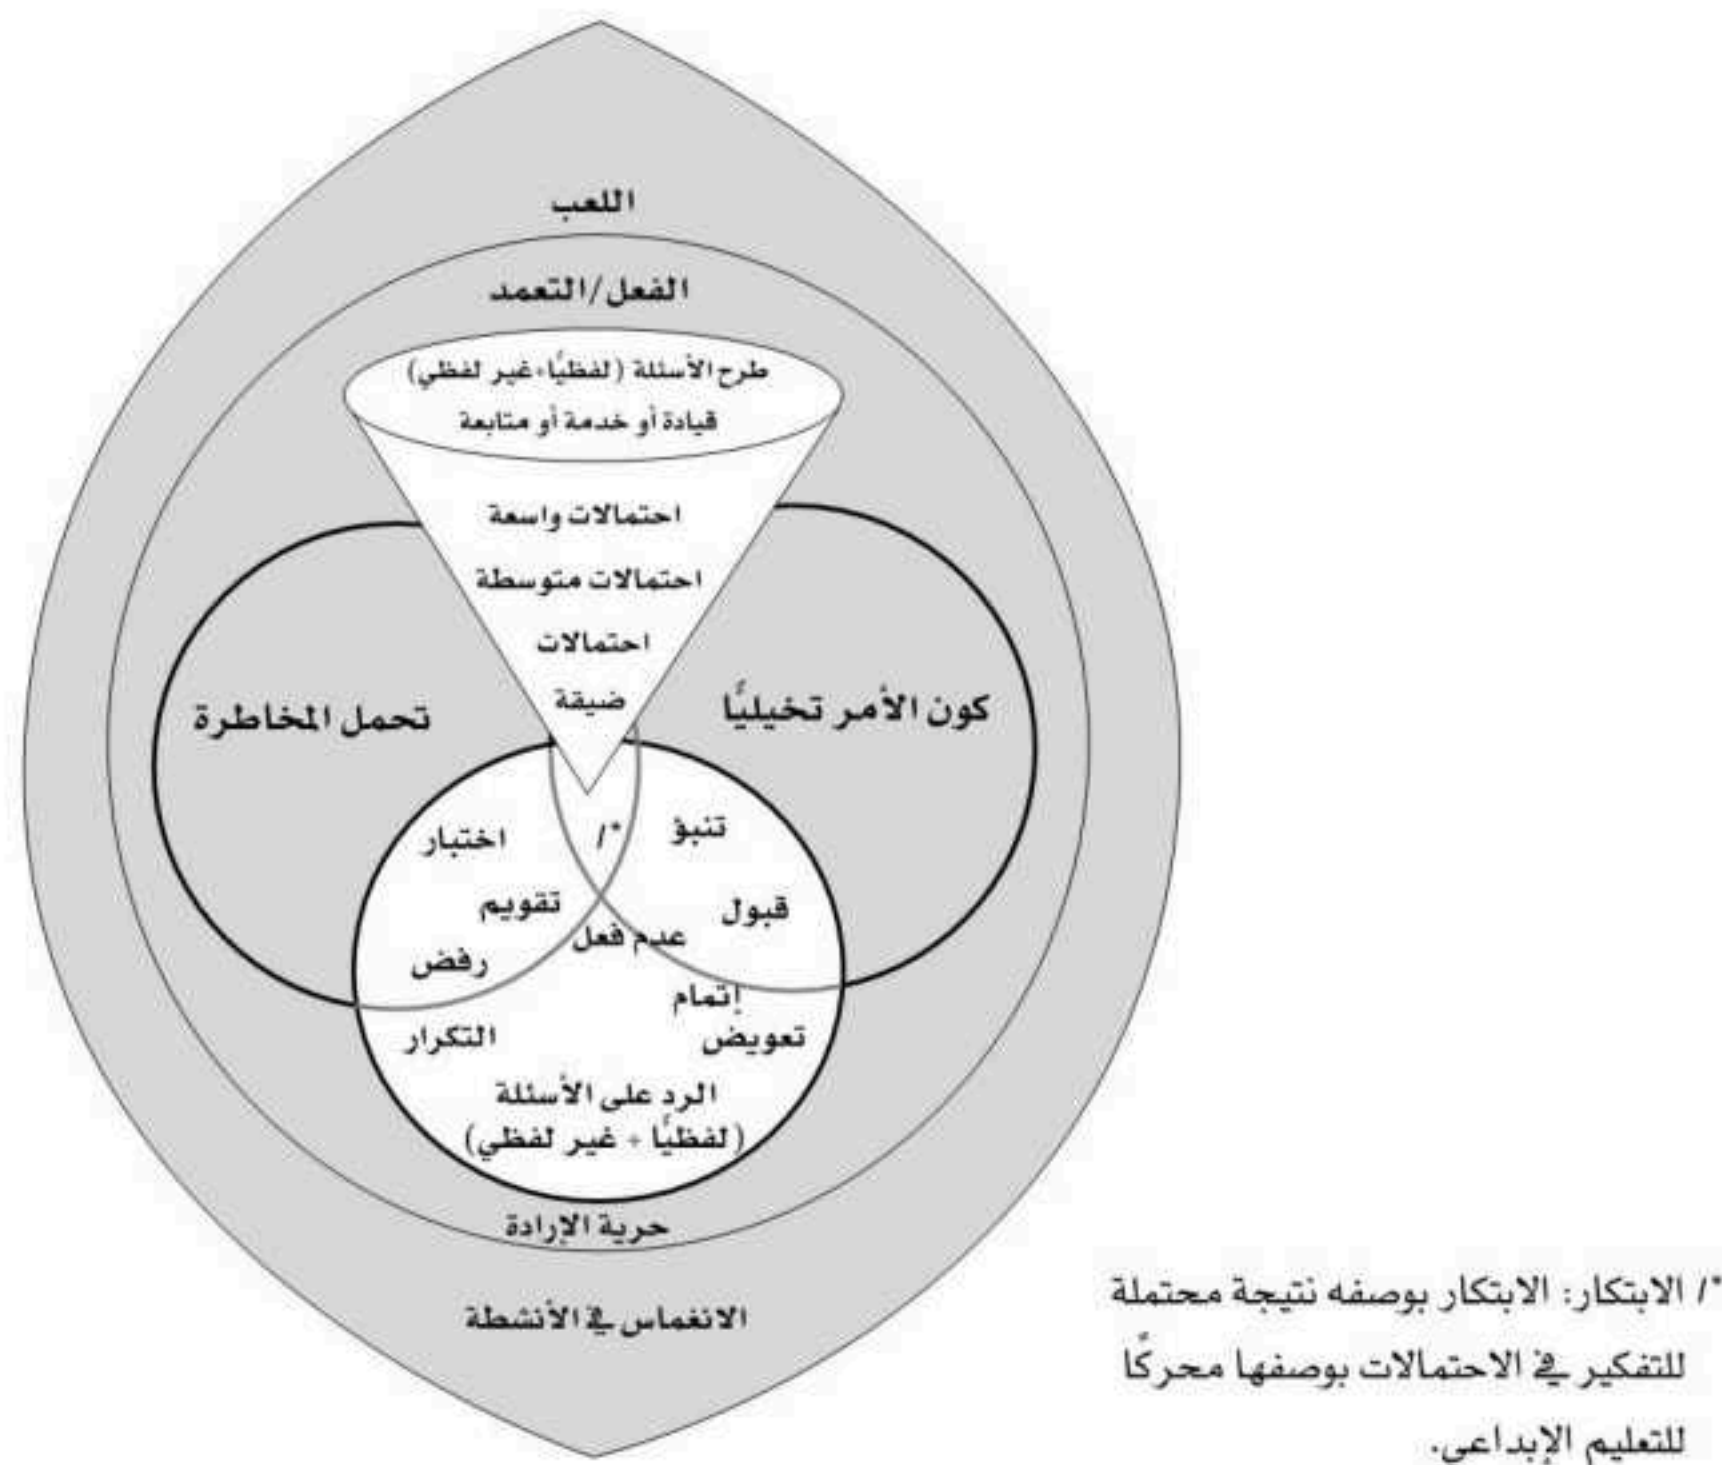 اللعب
الفعل/التعمد
طرح الأسئلة (لفظيًا+غير لفظي)
قيادة أو خدمة أو متابعة
احتمالات واسعة
احتمالات متوسطة
احتمالات
ضيقة
كون الأمر تخيليًا
تحمل المخاطرة
تنبؤ
*/
اختبار
قبول
تقويم
عدم فعل
رفض
إتمام
تعويض
التكرار
الرد على الأسئلة
(لفظيًا + غير لفظي)
حرية الإرادة
الانغماس في الأنشطة
*/ الابتكار: الابتكار بوصفه نتيجة محتملة
للتفكير في الاحتمالات بوصفها محركًا
للتعليم الإبداعي.